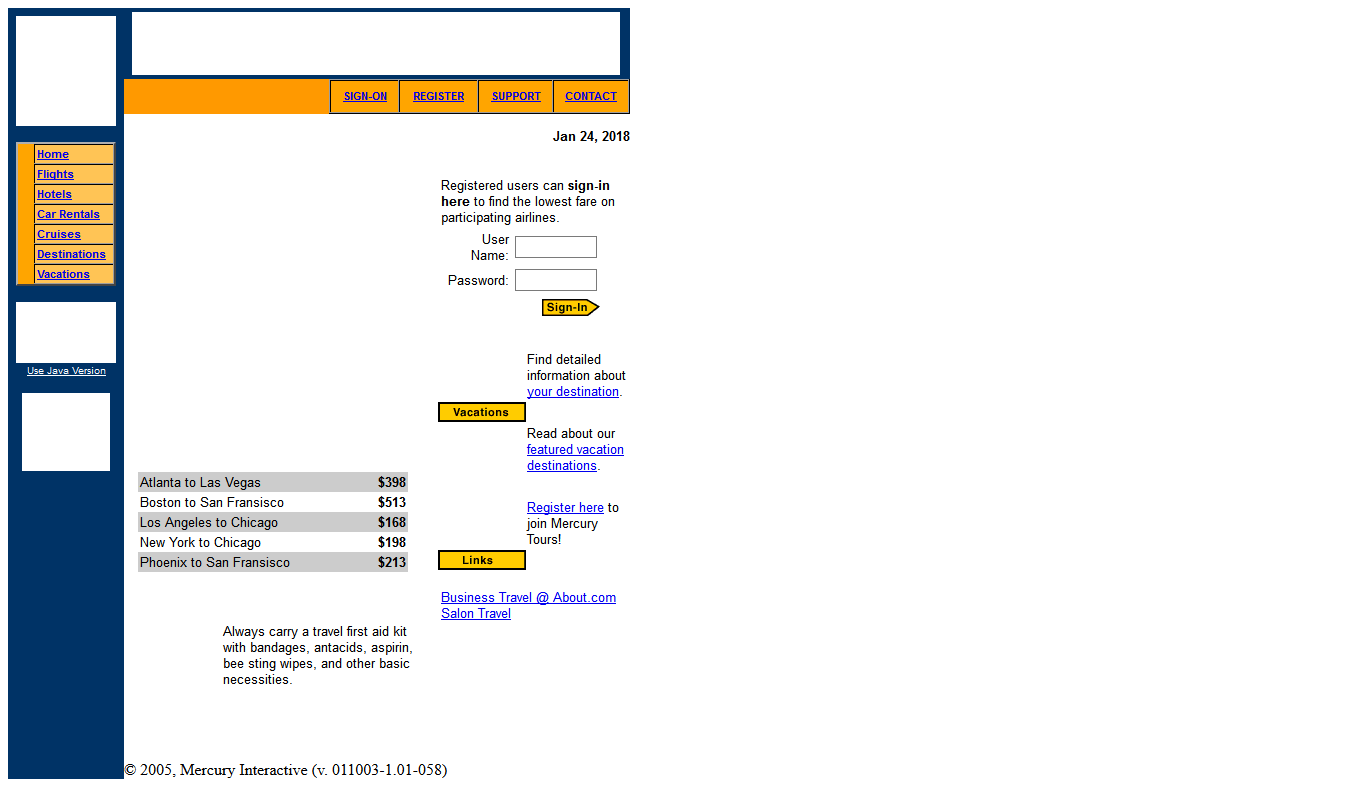 SIGN-ON REGISTER SUPPORT CONTACT
Jan 24, 2018
Home
Flights
Hotels
Car Rentals
Cruises
Destinations
Vacations
Use Java Version
Registered users can sign-in
here to find the lowest fare on
participating airlines.
User
Name:
Password:
Sign-In
Find detailed
information about
your destination.
Vacations
Read about our
featured vacation
destinations.
Register here to
join Mercury
Tours!
Links
Business Travel @ About.com
Salon Travel
Atlanta to Las Vegas $398
Boston to San Fransisco $513
Los Angeles to Chicago $168
New York to Chicago $198
Phoenix to San Fransisco $213
Always carry a travel first aid kit
with bandages, antacids, aspirin,
bee sting wipes, and other basic
necessities.
© 2005, Mercury Interactive (v. 011003-1.01-058)